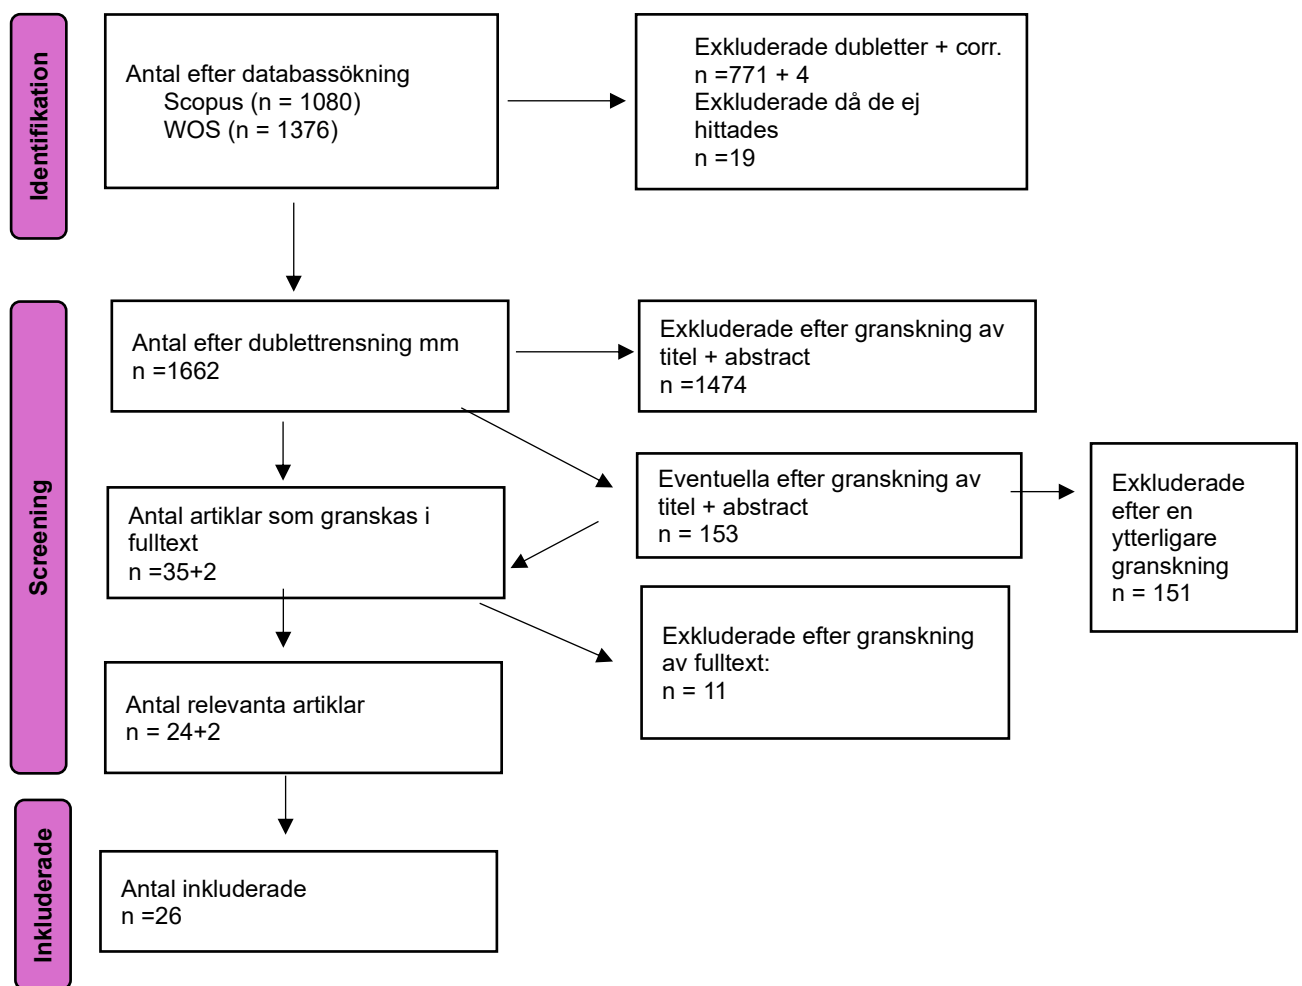 Identifikation
Antal efter databassökning
Scopus (n = 1080)
WOS (n = 1376)
Exkluderade dubletter + corr.
n =771 + 4
Exkluderade då de ej
hittades
n =19
Screening
Antal efter dublettrensning mm
n =1662
Exkluderade efter granskning av
titel + abstract
n =1474
Eventuella efter granskning av
titel + abstract
n = 153
Exkluderade
efter en
ytterligare
granskning
n = 151
Antal artiklar som granskas i
fulltext
n =35+2
Exkluderade efter granskning
av fulltext:
n = 11
Antal relevanta artiklar
n = 24+2
Inkluderade
Antal inkluderade
n =26